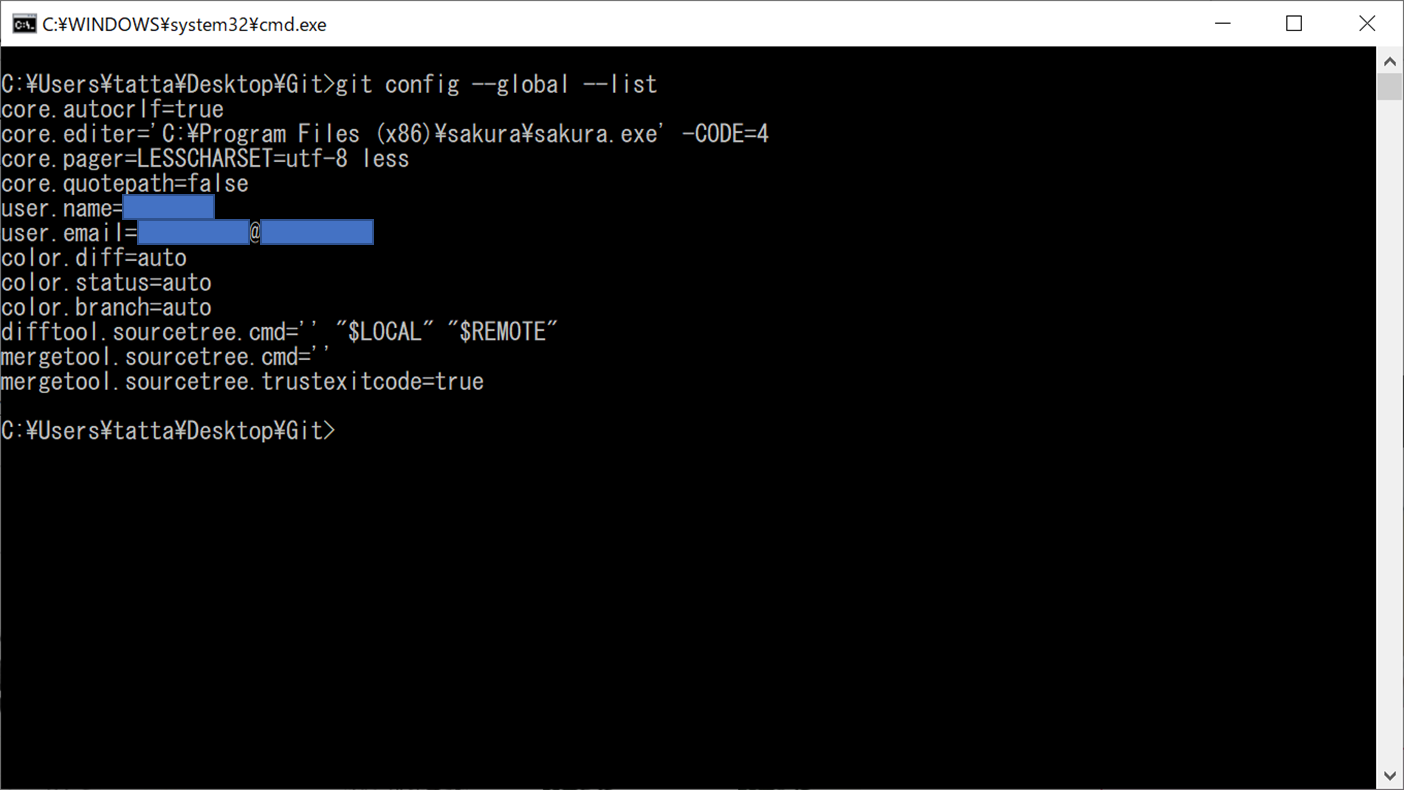 C:¥WINDOWS¥system32¥cmd.exe
C:¥Users¥tatta¥Desktop¥Git>git config --global --list
core.autocrlf=true
core.editer='C:¥Program Files (x86)¥sakura¥sakura.exe' -CODE=4
core.pager=LESSCHARSET=utf-8 less
core.quotepath=false
user.name=
user.email=@
color.diff=auto
color.status=auto
color.branch=auto
difftool.sourcetree.cmd='' "$LOCAL" "$REMOTE"
mergetool.sourcetree.cmd=''
mergetool.sourcetree.trustexitcode=true
C:¥Users¥tatta¥Desktop¥Git>